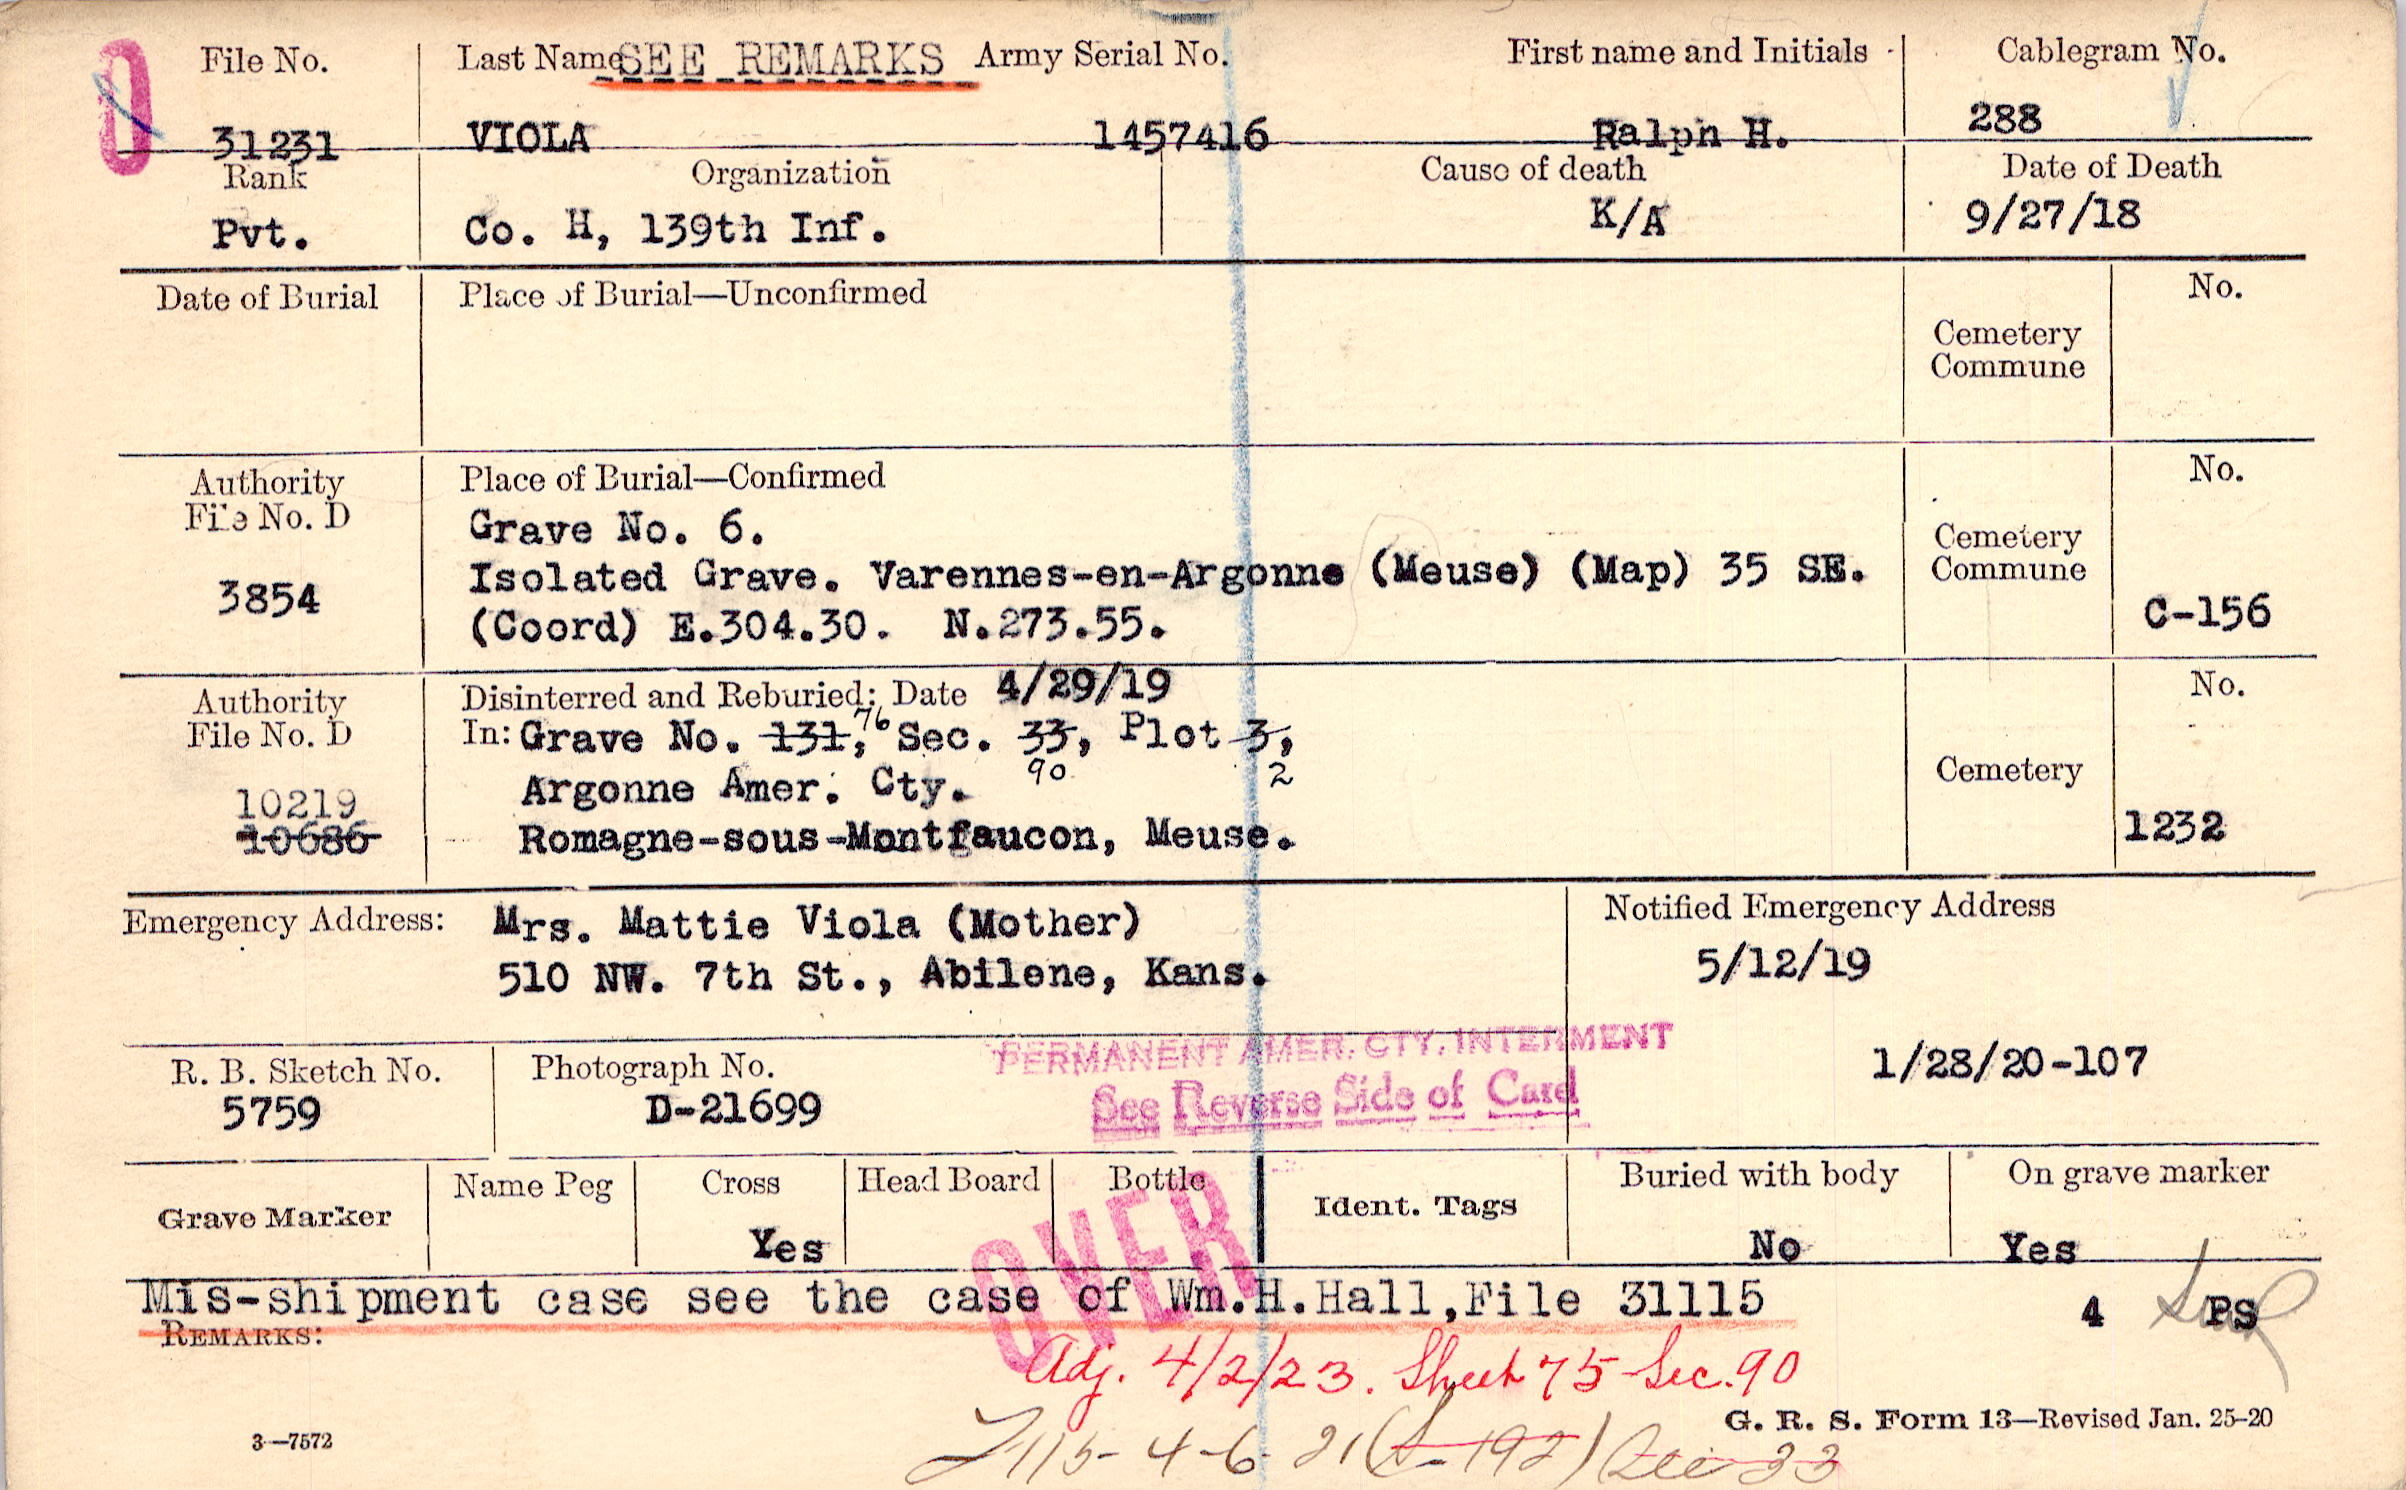 File No. Last Name SEE REMARKS Army Serial No. First name and Initials Cablegram No.
31231 VIOLA 1457416 Ralph H. 288
Rank Organization Cause of death Date of Death
Pvt. Co. H, 139th Inf. K/A 9/27/18
Date of Burial Place of Burial—Unconfirmed No.
Cemetery
Commune
Authority Place of Burial—Confirmed No.
File No. D Grave No. 6.
Cemetery
Commune
Isolated Grave. Varennes-en-Argonne (Meuse) (Map) 35 SE.
3854 (Coord) E.304.30. N.273.55. C-156
Authority Disinterred and Reburied: Date 4/29/19 No.
File No. D In: Grave No. 131, 76 Sec. 33, Plot 3,
90 2
Argonne Amer. Cty. Cemetery
10219
10686 Romagne-sous-Montfaucon, Meuse. 1232
Emergency Address: Mrs. Mattie Viola (Mother) Notified Emergency Address
510 NW. 7th St., Abilene, Kans. 5/12/19
PERMANENT AMER. CTY. INTERMENT
R. B. Sketch No. Photograph No. 1/28/20-107
5759 D-21699 See Reverse Side of Card
Grave Marker Name Peg Cross Head Board Bottle Ident. Tags Buried with body On grave marker
Yes No Yes
OVER
Mis-shipment case see the case of Wm.H.Hall,File 31115 4 PS
REMARKS:
Adj. 4/2/23. Sheet 75 Sec. 90
G. R. S. Form 13—Revised Jan. 25-20
3—7572
4-6-21 33